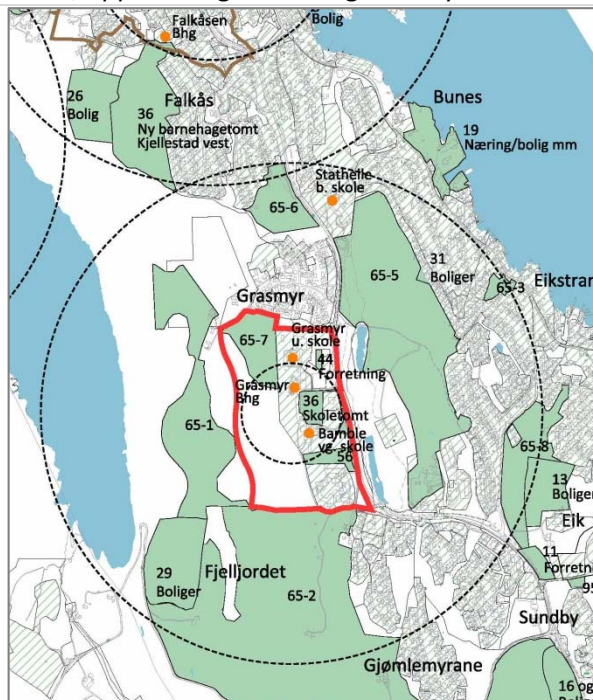 Falkåsen
Bhg
Bolig
26
Bolig
Falkås
36
Ny barnehagetomt
Kjellestad vest
Bunes
19
Næring/bolig mm
Stathelle
b. skole
65-6
65-5
31
Boliger
65-3
Eikstran
Grasmyr
65-7
Grasmyr
u. skole
44
Forretning
Grasmyr
Bhg
36
Skoletomt
Bamble
vg. skole
56
65-1
65-8
13
Boliger
Eik
11
Forretn
95
29
Boliger
Fjelljordet
65-2
Sundby
Gjømlemyrane
16 og